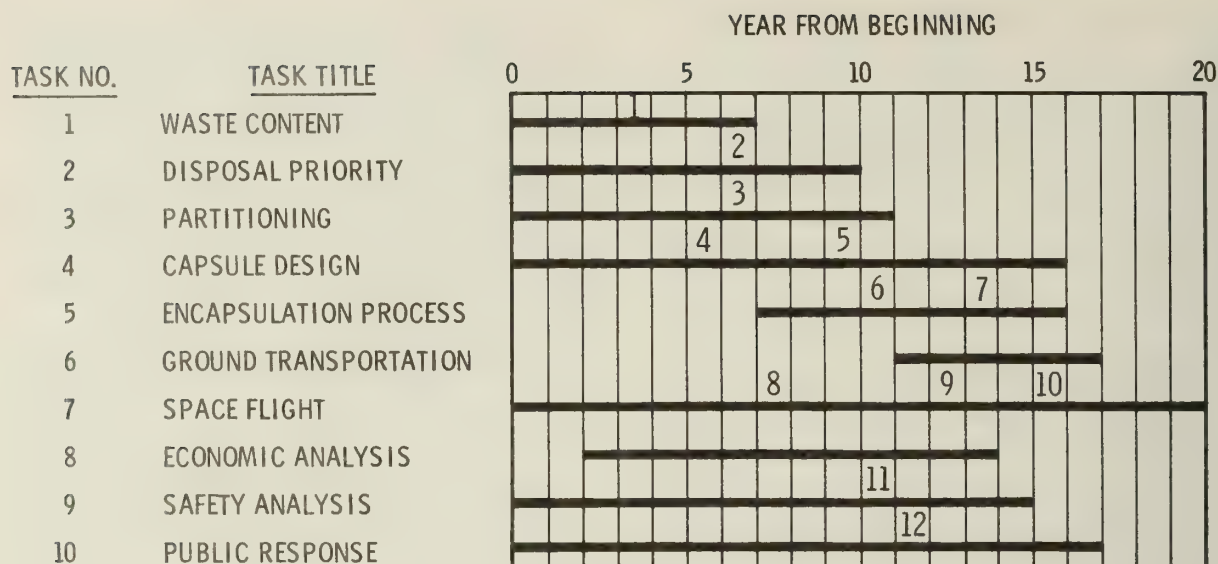 YEAR FROM BEGINNING
TASK NO. TASK TITLE 0 5 10 15 20
1 WASTE CONTENT
2
2 DISPOSAL PRIORITY
3
3 PARTITIONING
4 5
4 CAPSULE DESIGN
6 7
5 ENCAPSULATION PROCESS
6 GROUND TRANSPORTATION
8 9 10
7 SPACE FLIGHT
8 ECONOMIC ANALYSIS
11
9 SAFETY ANALYSIS
12
10 PUBLIC RESPONSE